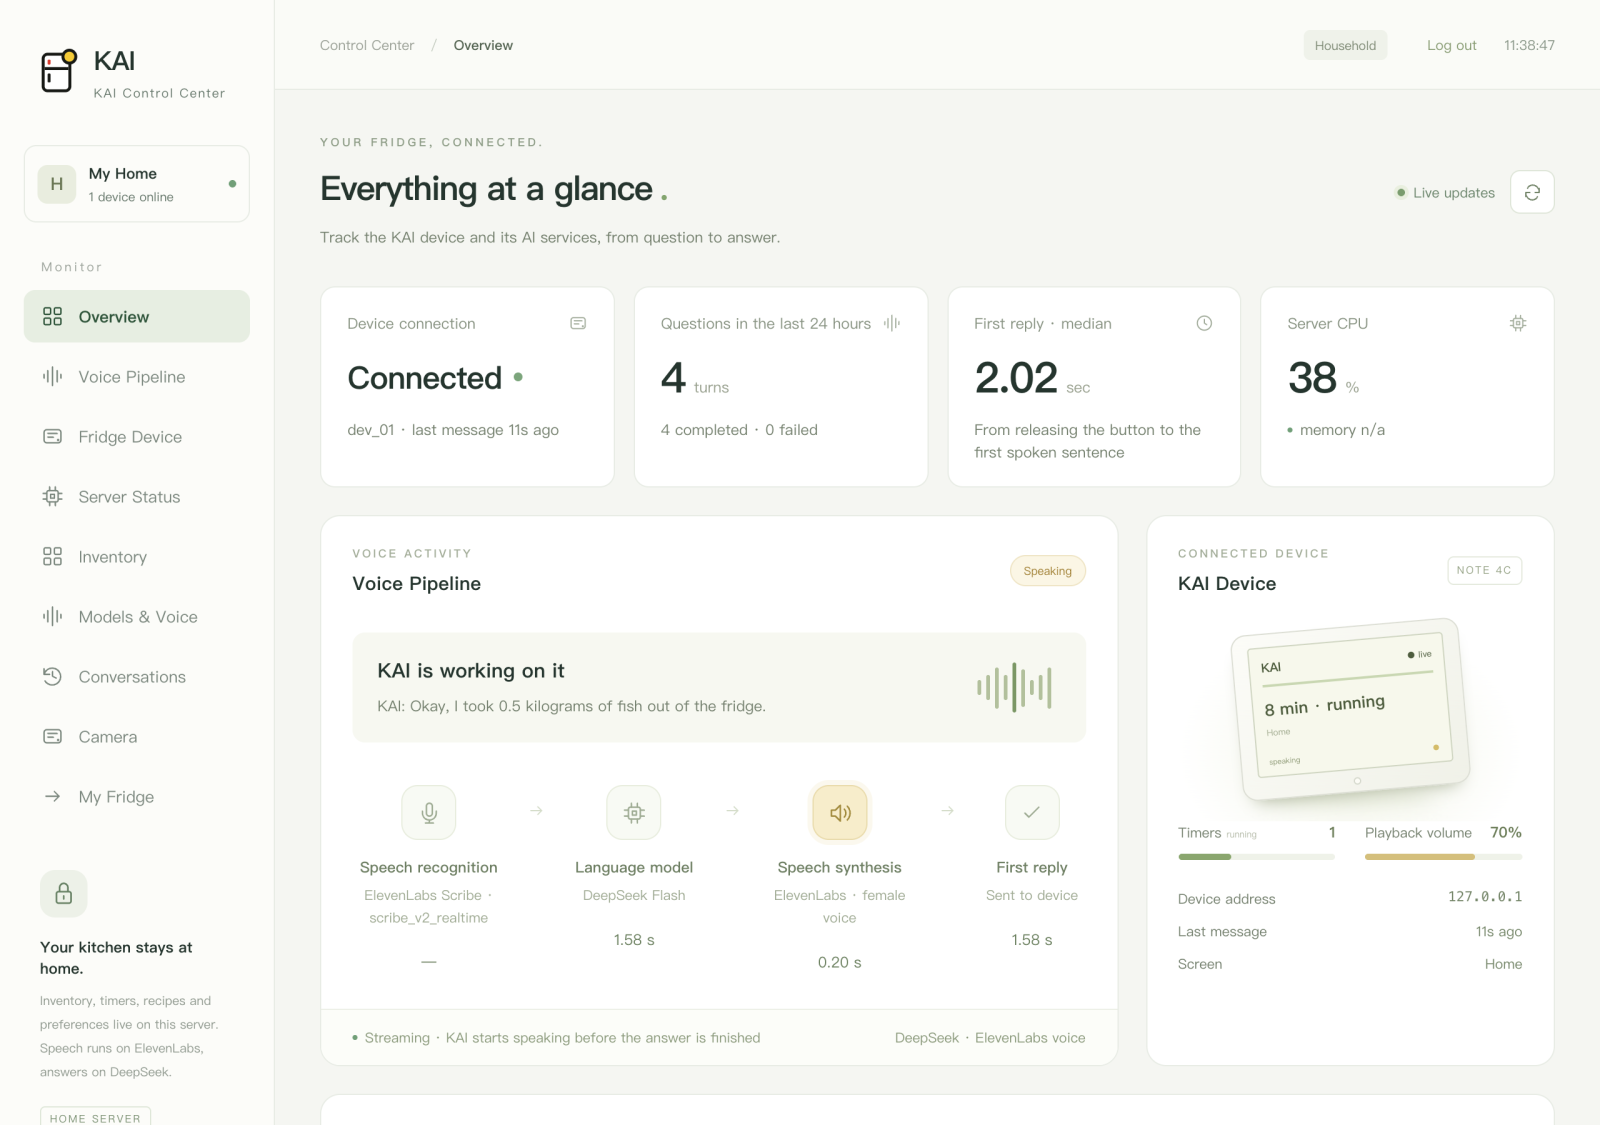 KAI
KAI Control Center
H
My Home
1 device online
Monitor
Overview
Voice Pipeline
Fridge Device
Server Status
Inventory
Models & Voice
Conversations
Camera
My Fridge
Your kitchen stays at
home.
Inventory, timers, recipes and
preferences live on this server.
Speech runs on ElevenLabs,
answers on DeepSeek.
HOME SERVER
Control Center / Overview
Household
Log out
11:38:47
YOUR FRIDGE, CONNECTED.
Everything at a glance .
Live updates
Track the KAI device and its AI services, from question to answer.
Device connection
Connected
dev_01 · last message 11s ago
Questions in the last 24 hours
4 turns
4 completed · 0 failed
First reply · median
2.02 sec
From releasing the button to the
first spoken sentence
Server CPU
38 %
memory n/a
VOICE ACTIVITY
Voice Pipeline
Speaking
KAI is working on it
KAI: Okay, I took 0.5 kilograms of fish out of the fridge.
Speech recognition
ElevenLabs Scribe ·
scribe_v2_realtime
—
Language model
DeepSeek Flash
1.58 s
Speech synthesis
ElevenLabs · female
voice
0.20 s
First reply
Sent to device
1.58 s
Streaming · KAI starts speaking before the answer is finished
DeepSeek · ElevenLabs voice
CONNECTED DEVICE
KAI Device
NOTE 4C
KAI
live
8 min · running
Home
speaking
Timers running 1
Playback volume 70%
Device address 127.0.0.1
Last message 11s ago
Screen Home